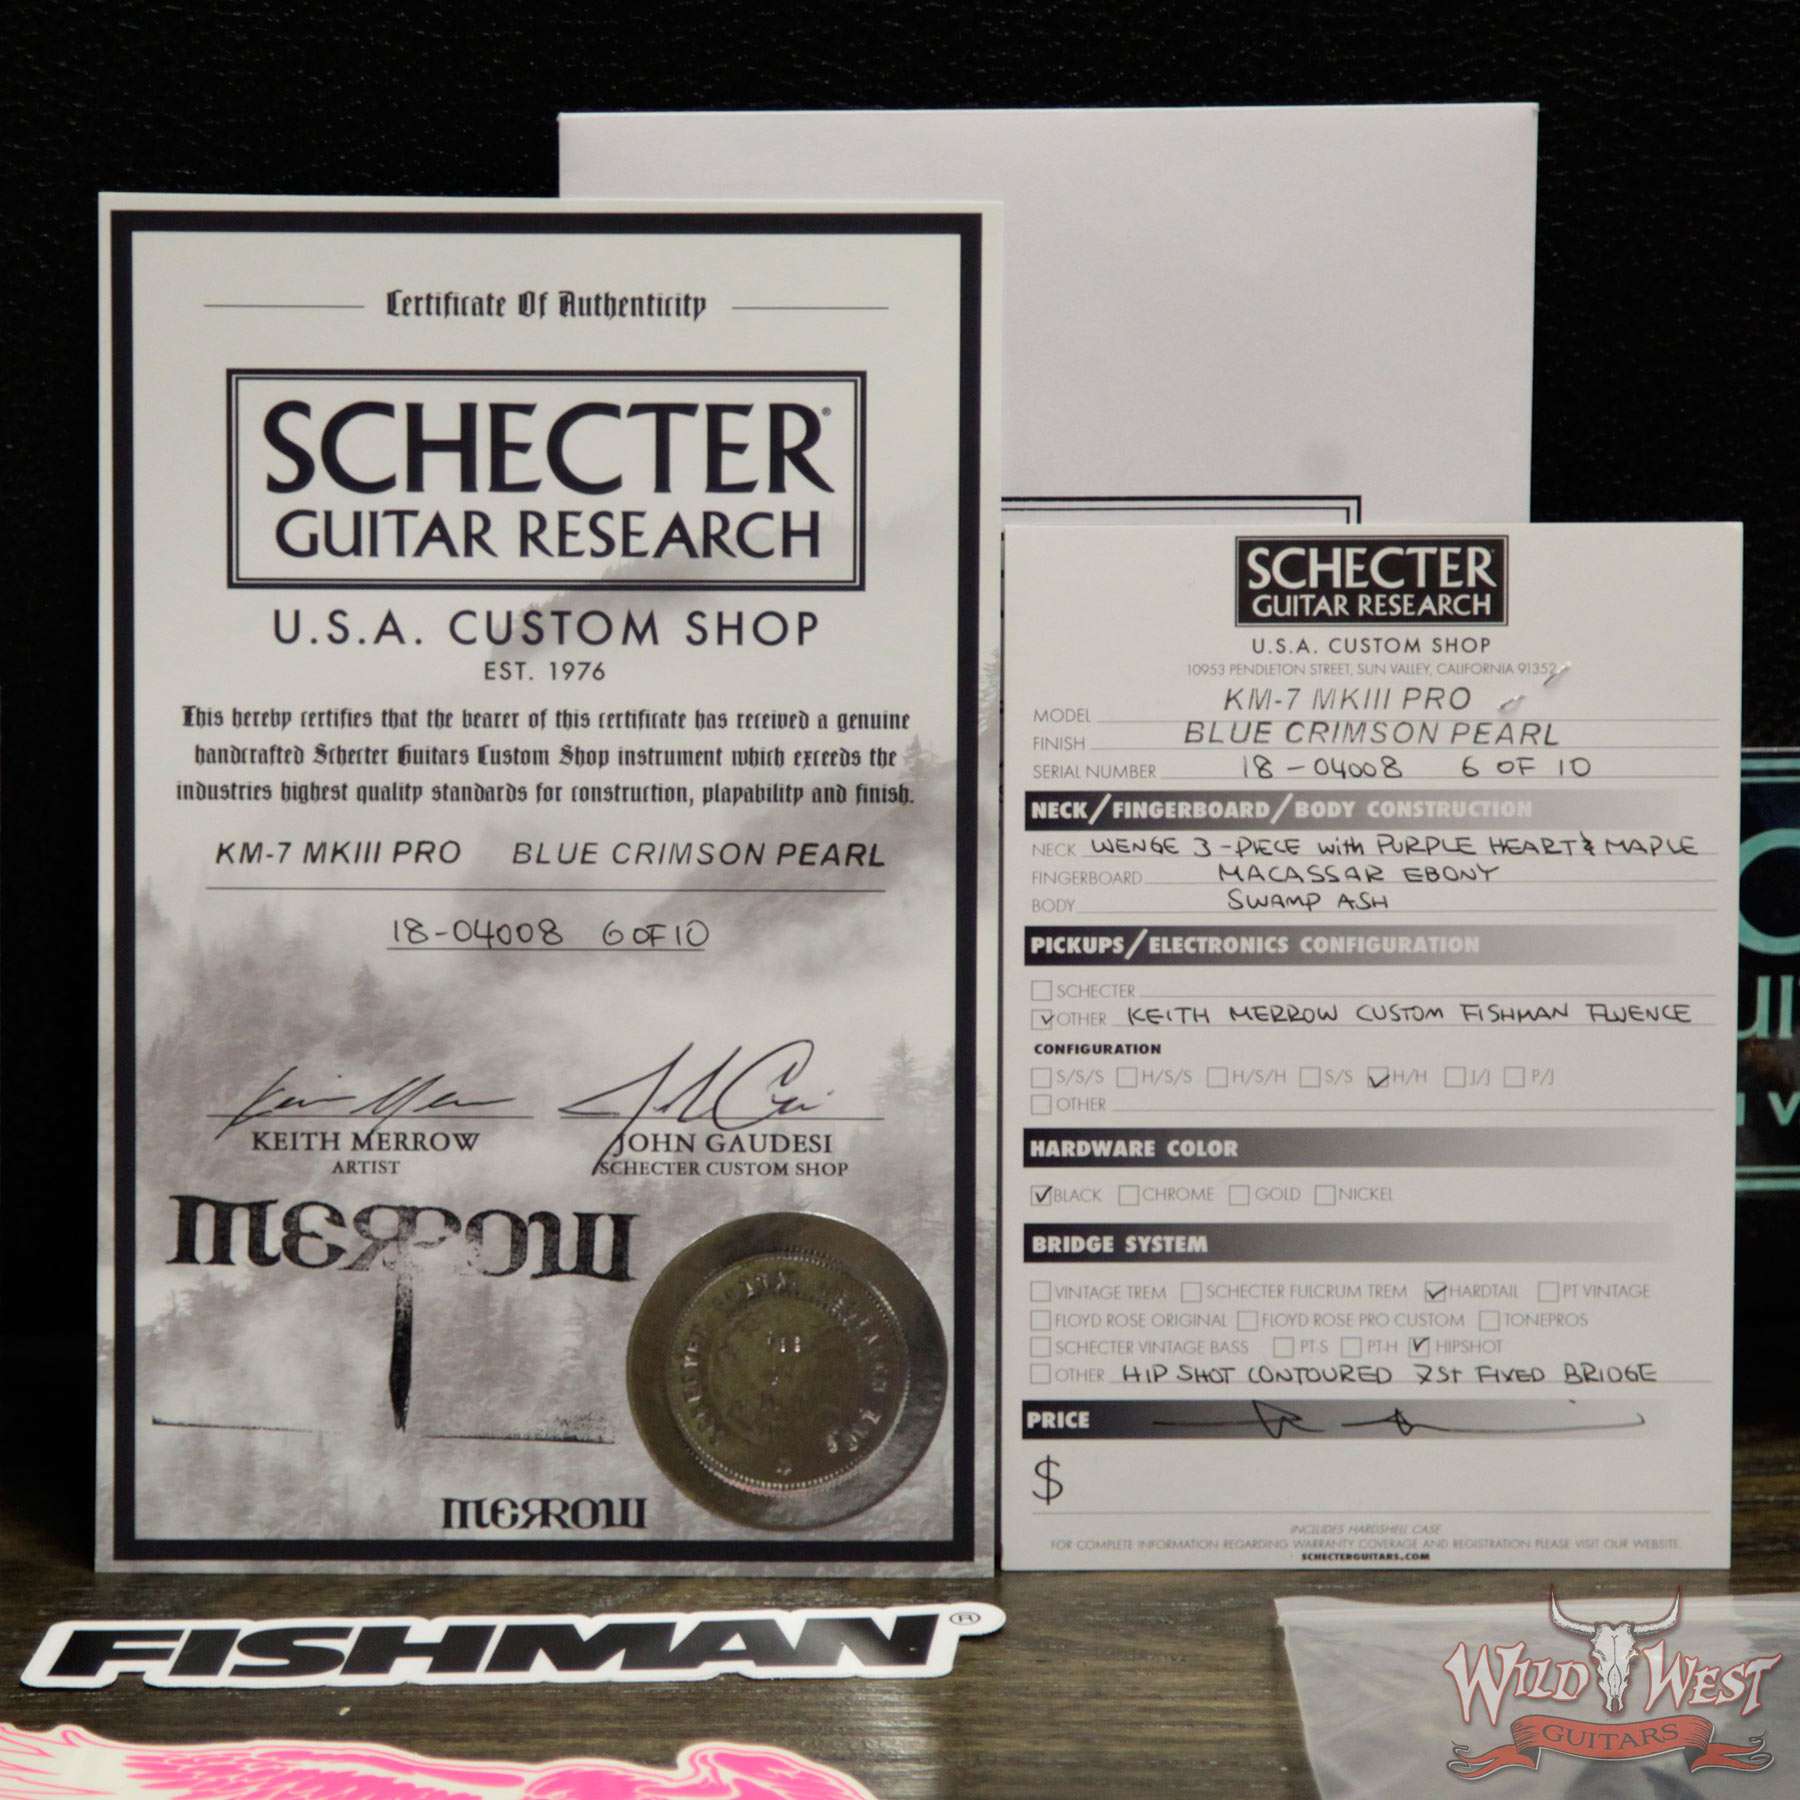 Certificate Of Authenticity
SCHECTER®
GUITAR RESEARCH
U.S.A. CUSTOM SHOP
EST. 1976
This hereby certifies that the bearer of this certificate has received a genuine
handcrafted Schecter Guitars Custom Shop instrument which exceeds the
industries highest quality standards for construction, playability and finish.
KM-7 MKIII PRO BLUE CRIMSON PEARL
18-04008 6 OF 10
KEITH MERROW
ARTIST
JOHN GAUDESI
SCHECTER CUSTOM SHOP
MERROW
MERROW
SCHECTER
GUITAR RESEARCH
U.S.A. CUSTOM SHOP
10953 PENDLETON STREET, SUN VALLEY, CALIFORNIA 91352
MODEL KM-7 MKIII PRO
FINISH BLUE CRIMSON PEARL
SERIAL NUMBER 18-04008 6 OF 10
NECK/FINGERBOARD/BODY CONSTRUCTION
NECK WENGE 3-PIECE with PURPLE HEART & MAPLE
FINGERBOARD MACASSAR EBONY
BODY SWAMP ASH
PICKUPS/ELECTRONICS CONFIGURATION
SCHECTER
OTHER KEITH MERROW CUSTOM FISHMAN FLUENCE
CONFIGURATION
S/S/S H/S/S H/S/H S/S H/H J/J P/J
OTHER
HARDWARE COLOR
BLACK CHROME GOLD NICKEL
BRIDGE SYSTEM
VINTAGE TREM SCHECTER FULCRUM TREM HARDTAIL PT VINTAGE
FLOYD ROSE ORIGINAL FLOYD ROSE PRO CUSTOM TONEPROS
SCHECTER VINTAGE BASS PT-S PT-H HIPSHOT
OTHER HIP SHOT CONTOURED 7St FIXED BRIDGE
PRICE
$
INCLUDES HARDSHELL CASE
FOR COMPLETE INFORMATION REGARDING WARRANTY COVERAGE AND REGISTRATION PLEASE VISIT OUR WEBSITE.
SCHECTERGUITARS.COM
FISHMAN®
WILD WEST
GUITARS